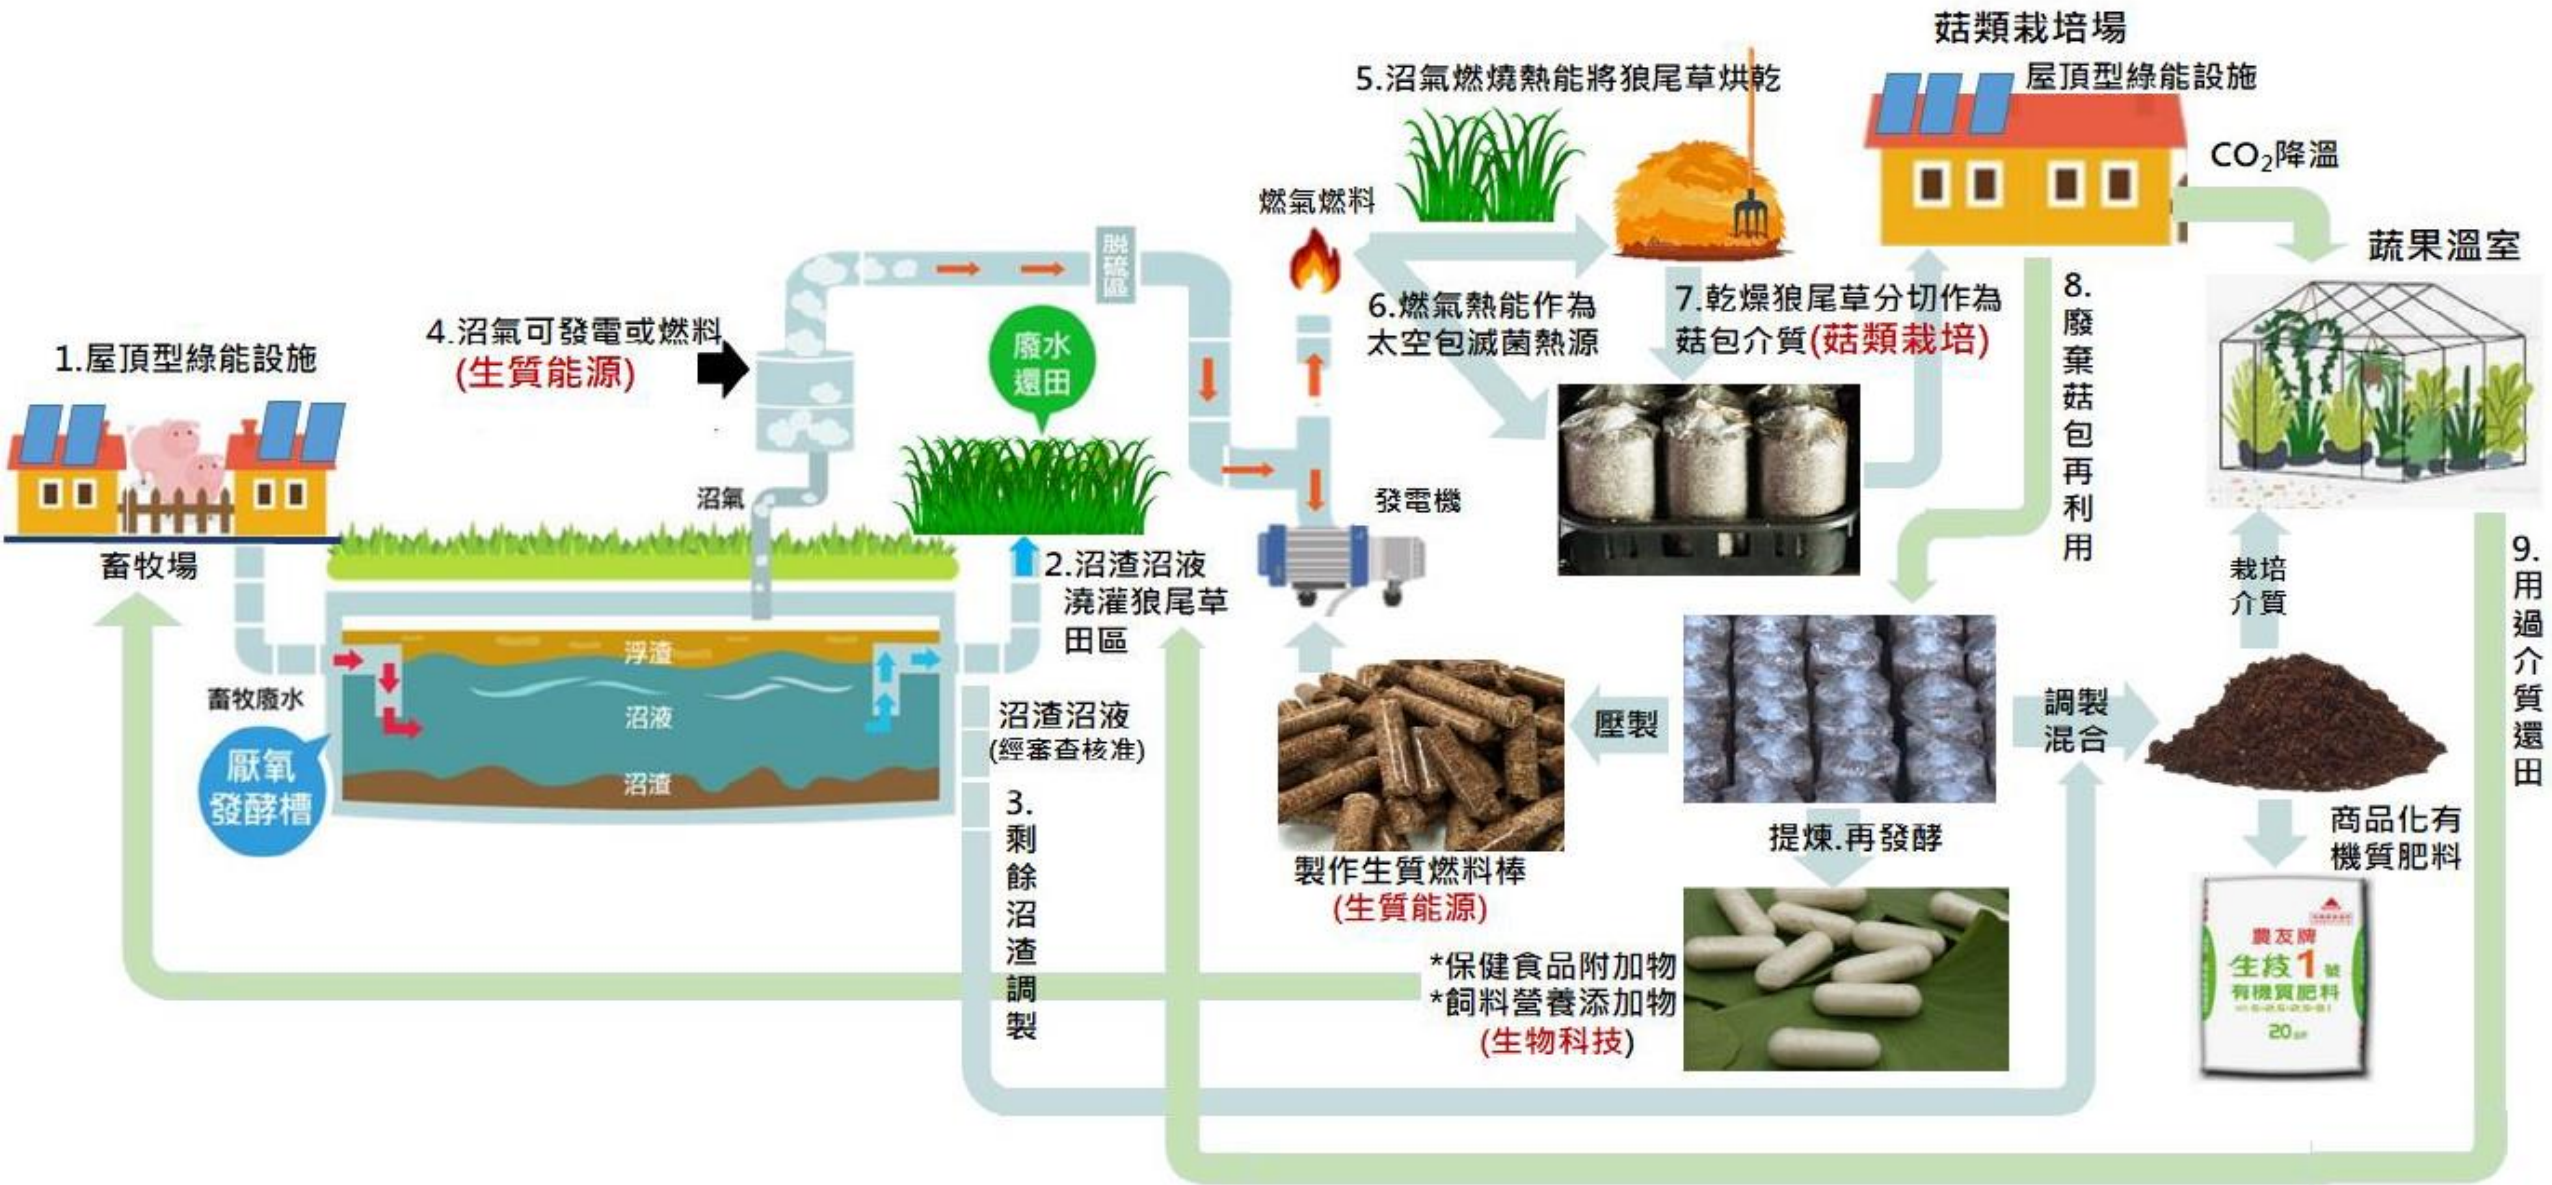 菇類栽培場
5.沼氣燃燒熱能將狼尾草烘乾
屋頂型綠能設施
CO₂降溫
燃氣燃料
蔬果溫室
脫硫區
6.燃氣熱能作為
太空包滅菌熱源
7.乾燥狼尾草分切作為
菇包介質(菇類栽培)
8.廢棄菇包再利用
4.沼氣可發電或燃料
(生質能源)
廢水
還田
1.屋頂型綠能設施
沼氣
發電機
畜牧場
2.沼渣沼液
澆灌狼尾草
田區
栽培
介質
9.用過介質還田
浮渣
沼液
沼渣
畜牧廢水
厭氧
發酵槽
沼渣沼液
(經審查核准)
3.剩餘沼渣調製
壓製
調製
混合
製作生質燃料棒
(生質能源)
提煉.再發酵
商品化有
機質肥料
*保健食品附加物
*飼料營養添加物
(生物科技)
農友牌
生技1號
有機質肥料
20